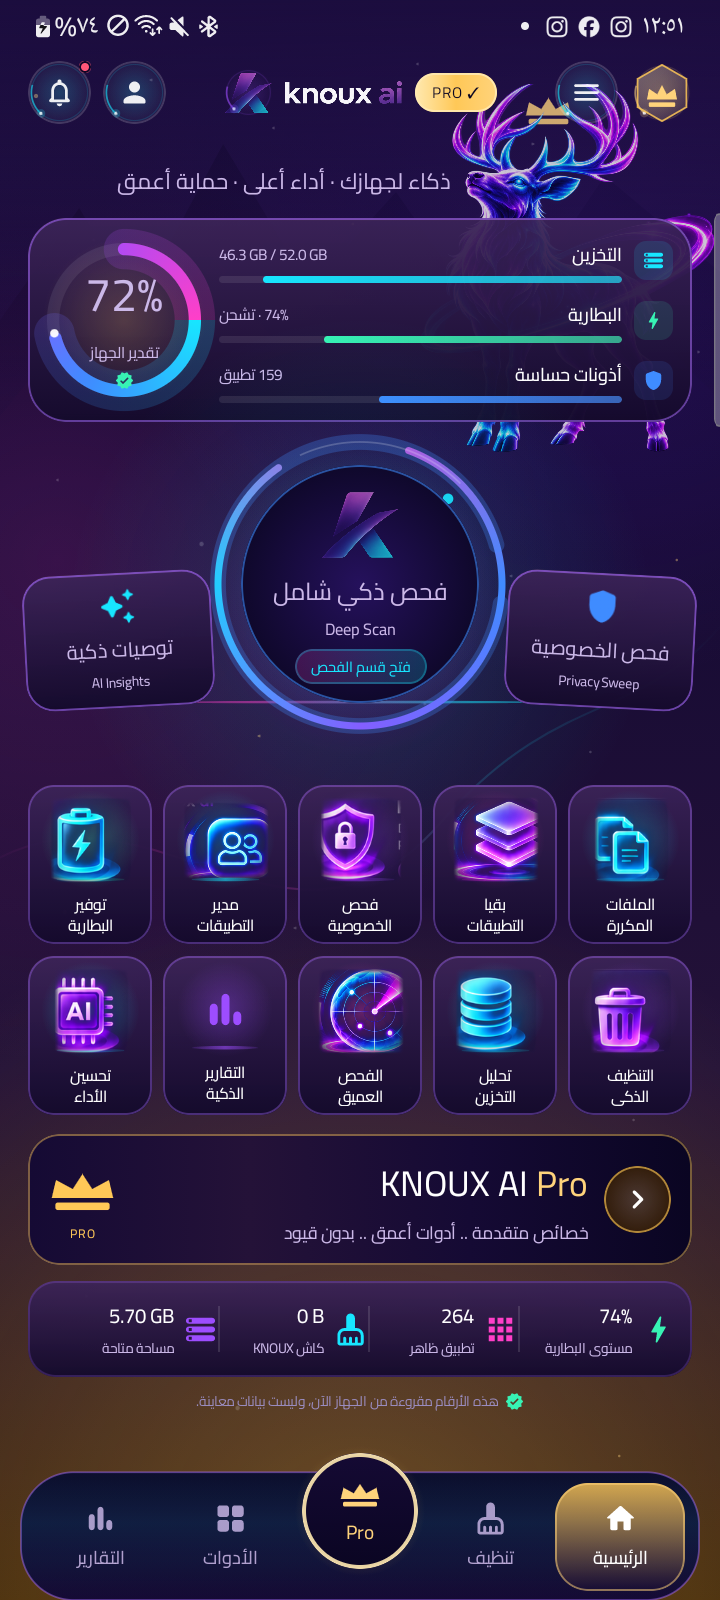 ١٢:٥١
%٧٤
knoux ai
PRO ✓
ذكاء لجهازك · أداء أعلى · حماية أعمق
التخزين
46.3 GB / 52.0 GB
البطارية
74% · تشحن
أذونات حساسة
159 تطبيق
72%
تقدير الجهاز
فحص ذكي شامل
Deep Scan
فتح قسم الفحص
فحص الخصوصية
Privacy Sweep
توصيات ذكية
AI Insights
الملفات
المكررة
بقيا
التطبيقات
فحص
الخصوصية
مدير
التطبيقات
توفير
البطارية
التنظيف
الذكي
تحليل
التخزين
الفحص
العميق
التقارير
الذكية
AI
تحسين
الأداء
KNOUX AI Pro
خصائص متقدمة .. أدوات أعمق .. بدون قيود
PRO
74%
مستوى البطارية
264
تطبيق ظاهر
0 B
كاش KNOUX
5.70 GB
مساحة متاحة
هذه الأرقام مقروءة من الجهاز الآن، وليست بيانات معاينة.
الرئيسية
تنظيف
Pro
الأدوات
التقارير